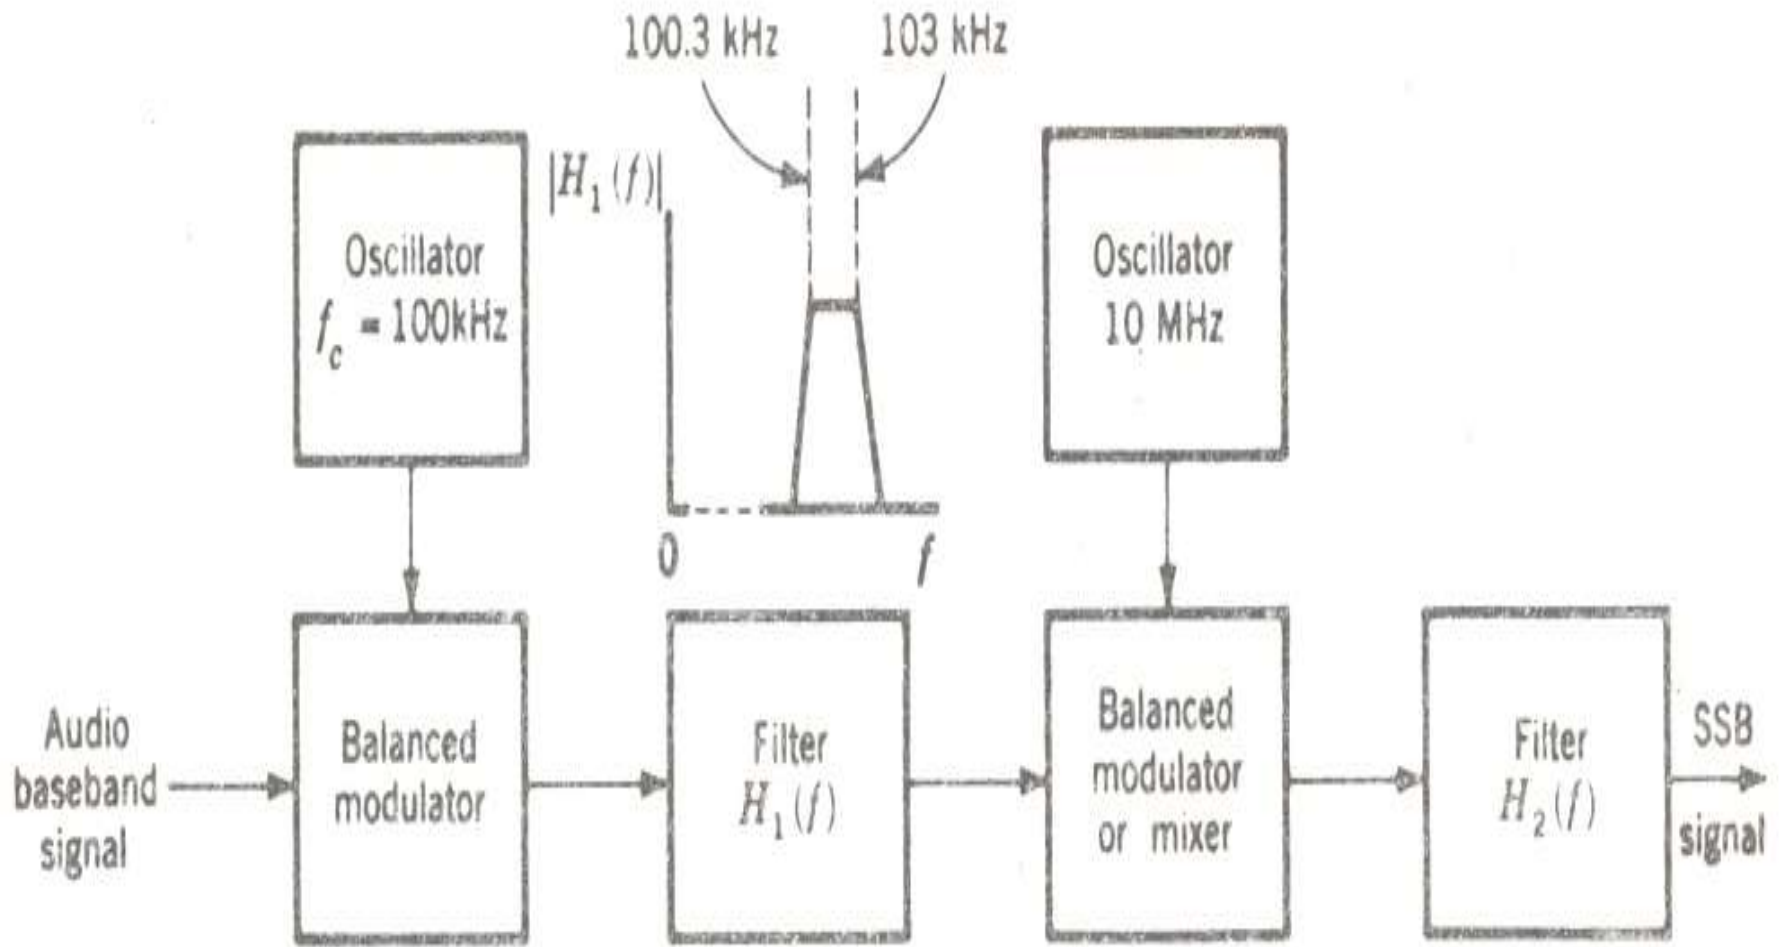 100.3 kHz
103 kHz
|H₁(f)|
Oscillator
f_c = 100kHz
Oscillator
10 MHz
0
f
Audio
baseband
signal
Balanced
modulator
Filter
H₁(f)
Balanced
modulator
or mixer
Filter
H₂(f)
SSB
signal